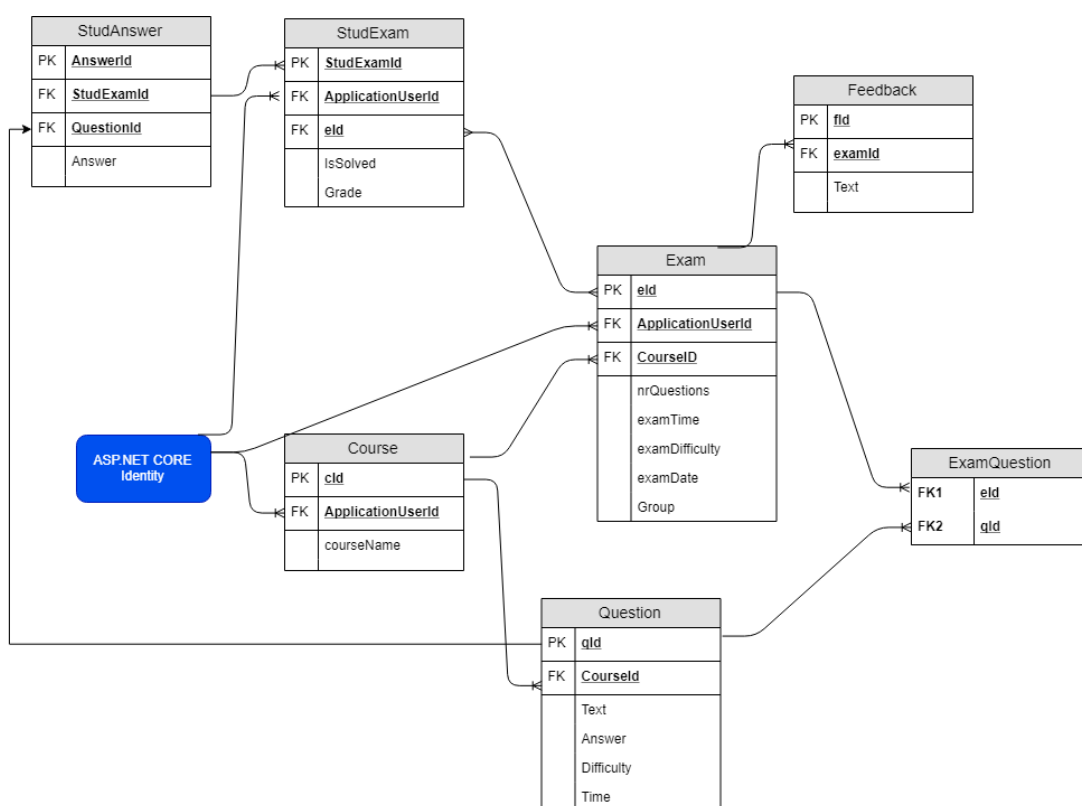 StudAnswer
PK AnswerId
FK StudExamId
FK QuestionId
Answer
StudExam
PK StudExamId
FK ApplicationUserId
FK eId
IsSolved
Grade
Feedback
PK fId
FK examId
Text
Exam
PK eId
FK ApplicationUserId
FK CourseID
nrQuestions
examTime
examDifficulty
examDate
Group
ASP.NET CORE
Identity
Course
PK cId
FK ApplicationUserId
courseName
ExamQuestion
FK1 eId
FK2 qId
Question
PK qId
FK CourseId
Text
Answer
Difficulty
Time